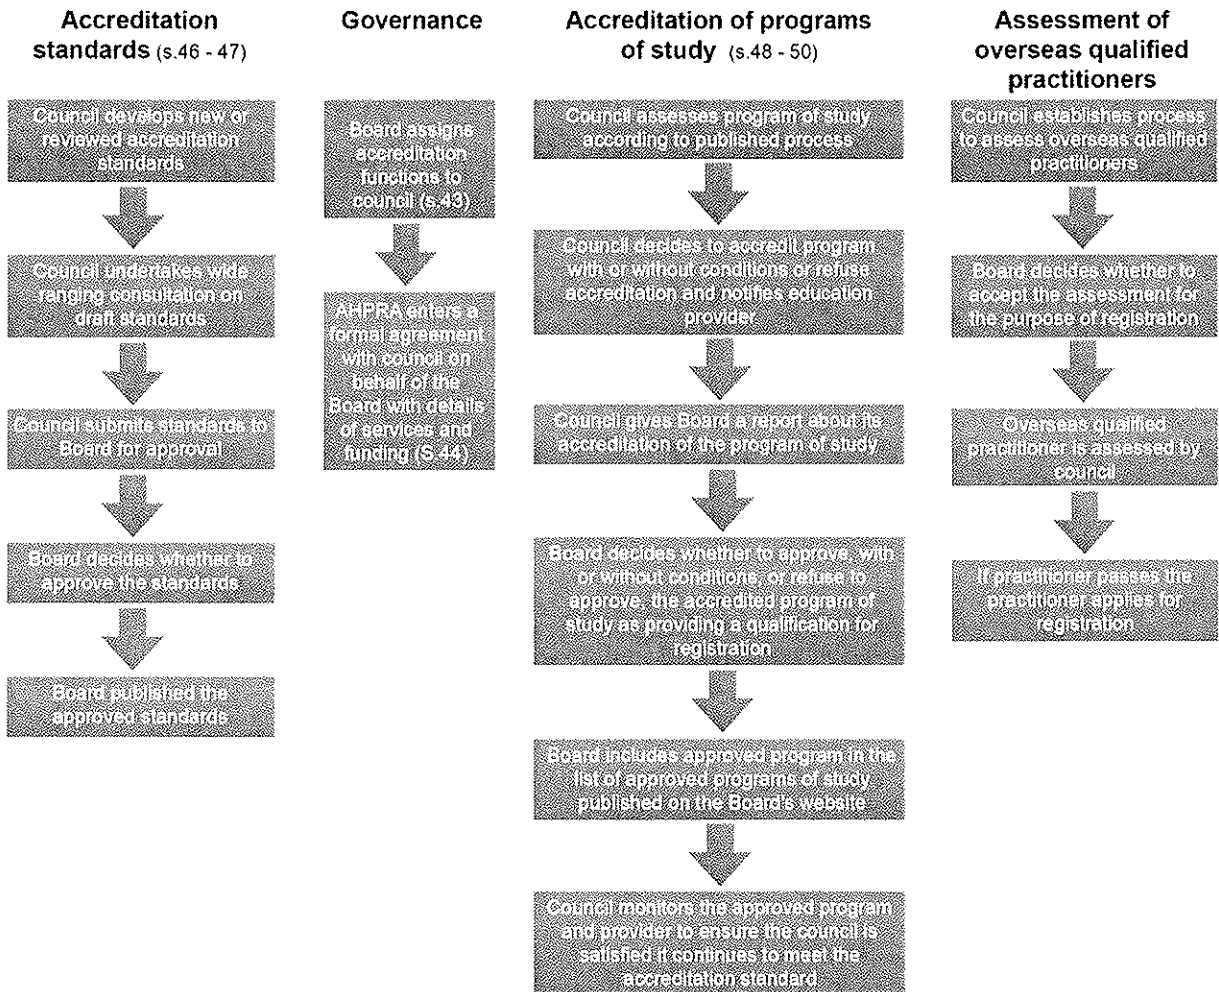 Accreditation
standards (s.46 - 47)
Council develops new or
reviewed accreditation
standards
Council undertakes wide
ranging consultation on
draft standards
Council submits standards to
Board for approval
Board decides whether to
approve the standards
Board published the
approved standards
Governance
Board assigns
accreditation
functions to
council (s.43)
AHPRA enters a
formal agreement
with council on
behalf of the
Board with details
of services and
funding (S.44)
Accreditation of programs
of study (s.48 - 50)
Council assesses program of study
according to published process
Council decides to accredit program
with or without conditions or refuse
accreditation and notifies education
provider
Council gives Board a report about its
accreditation of the program of study
Board decides whether to approve, with
or without conditions, or refuse to
approve, the accredited program of
study as providing a qualification for
registration
Board includes approved program in the
list of approved programs of study
published on the Board's website
Council monitors the approved program
and provider to ensure the council is
satisfied it continues to meet the
accreditation standard
Assessment of
overseas qualified
practitioners
Council establishes process
to assess overseas qualified
practitioners
Board decides whether to
accept the assessment for
the purpose of registration
Overseas qualified
practitioner is assessed by
council
If practitioner passes the
practitioner applies for
registration